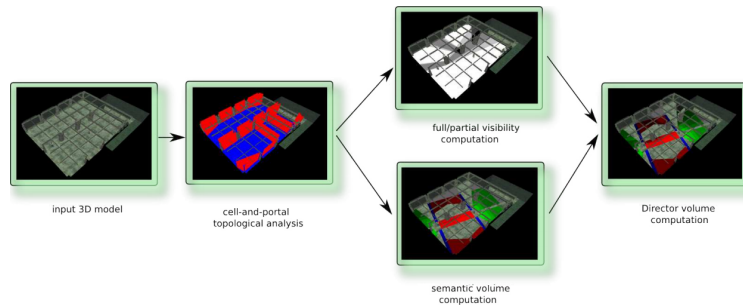 input 3D model
cell-and-portal
topological analysis
full/partial visibility
computation
semantic volume
computation
Director volume
computation